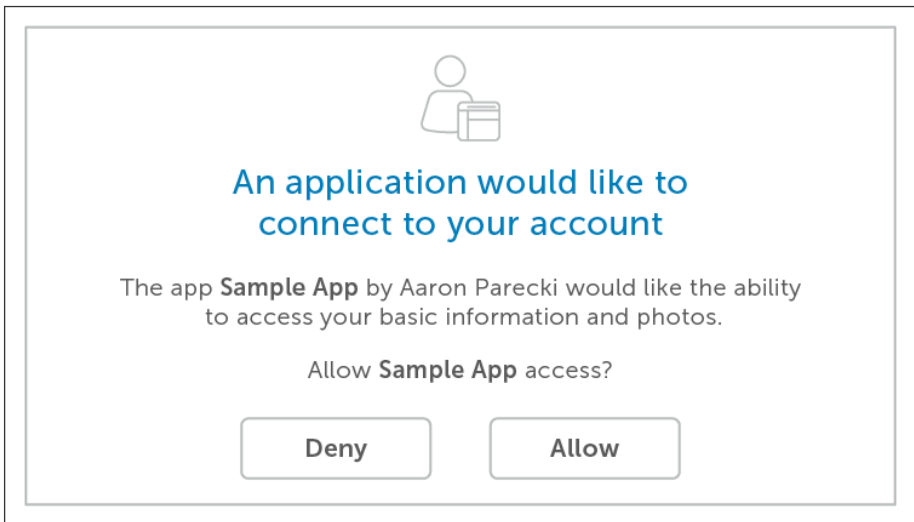 An application would like to
connect to your account
The app Sample App by Aaron Parecki would like the ability
to access your basic information and photos.
Allow Sample App access?
Deny
Allow